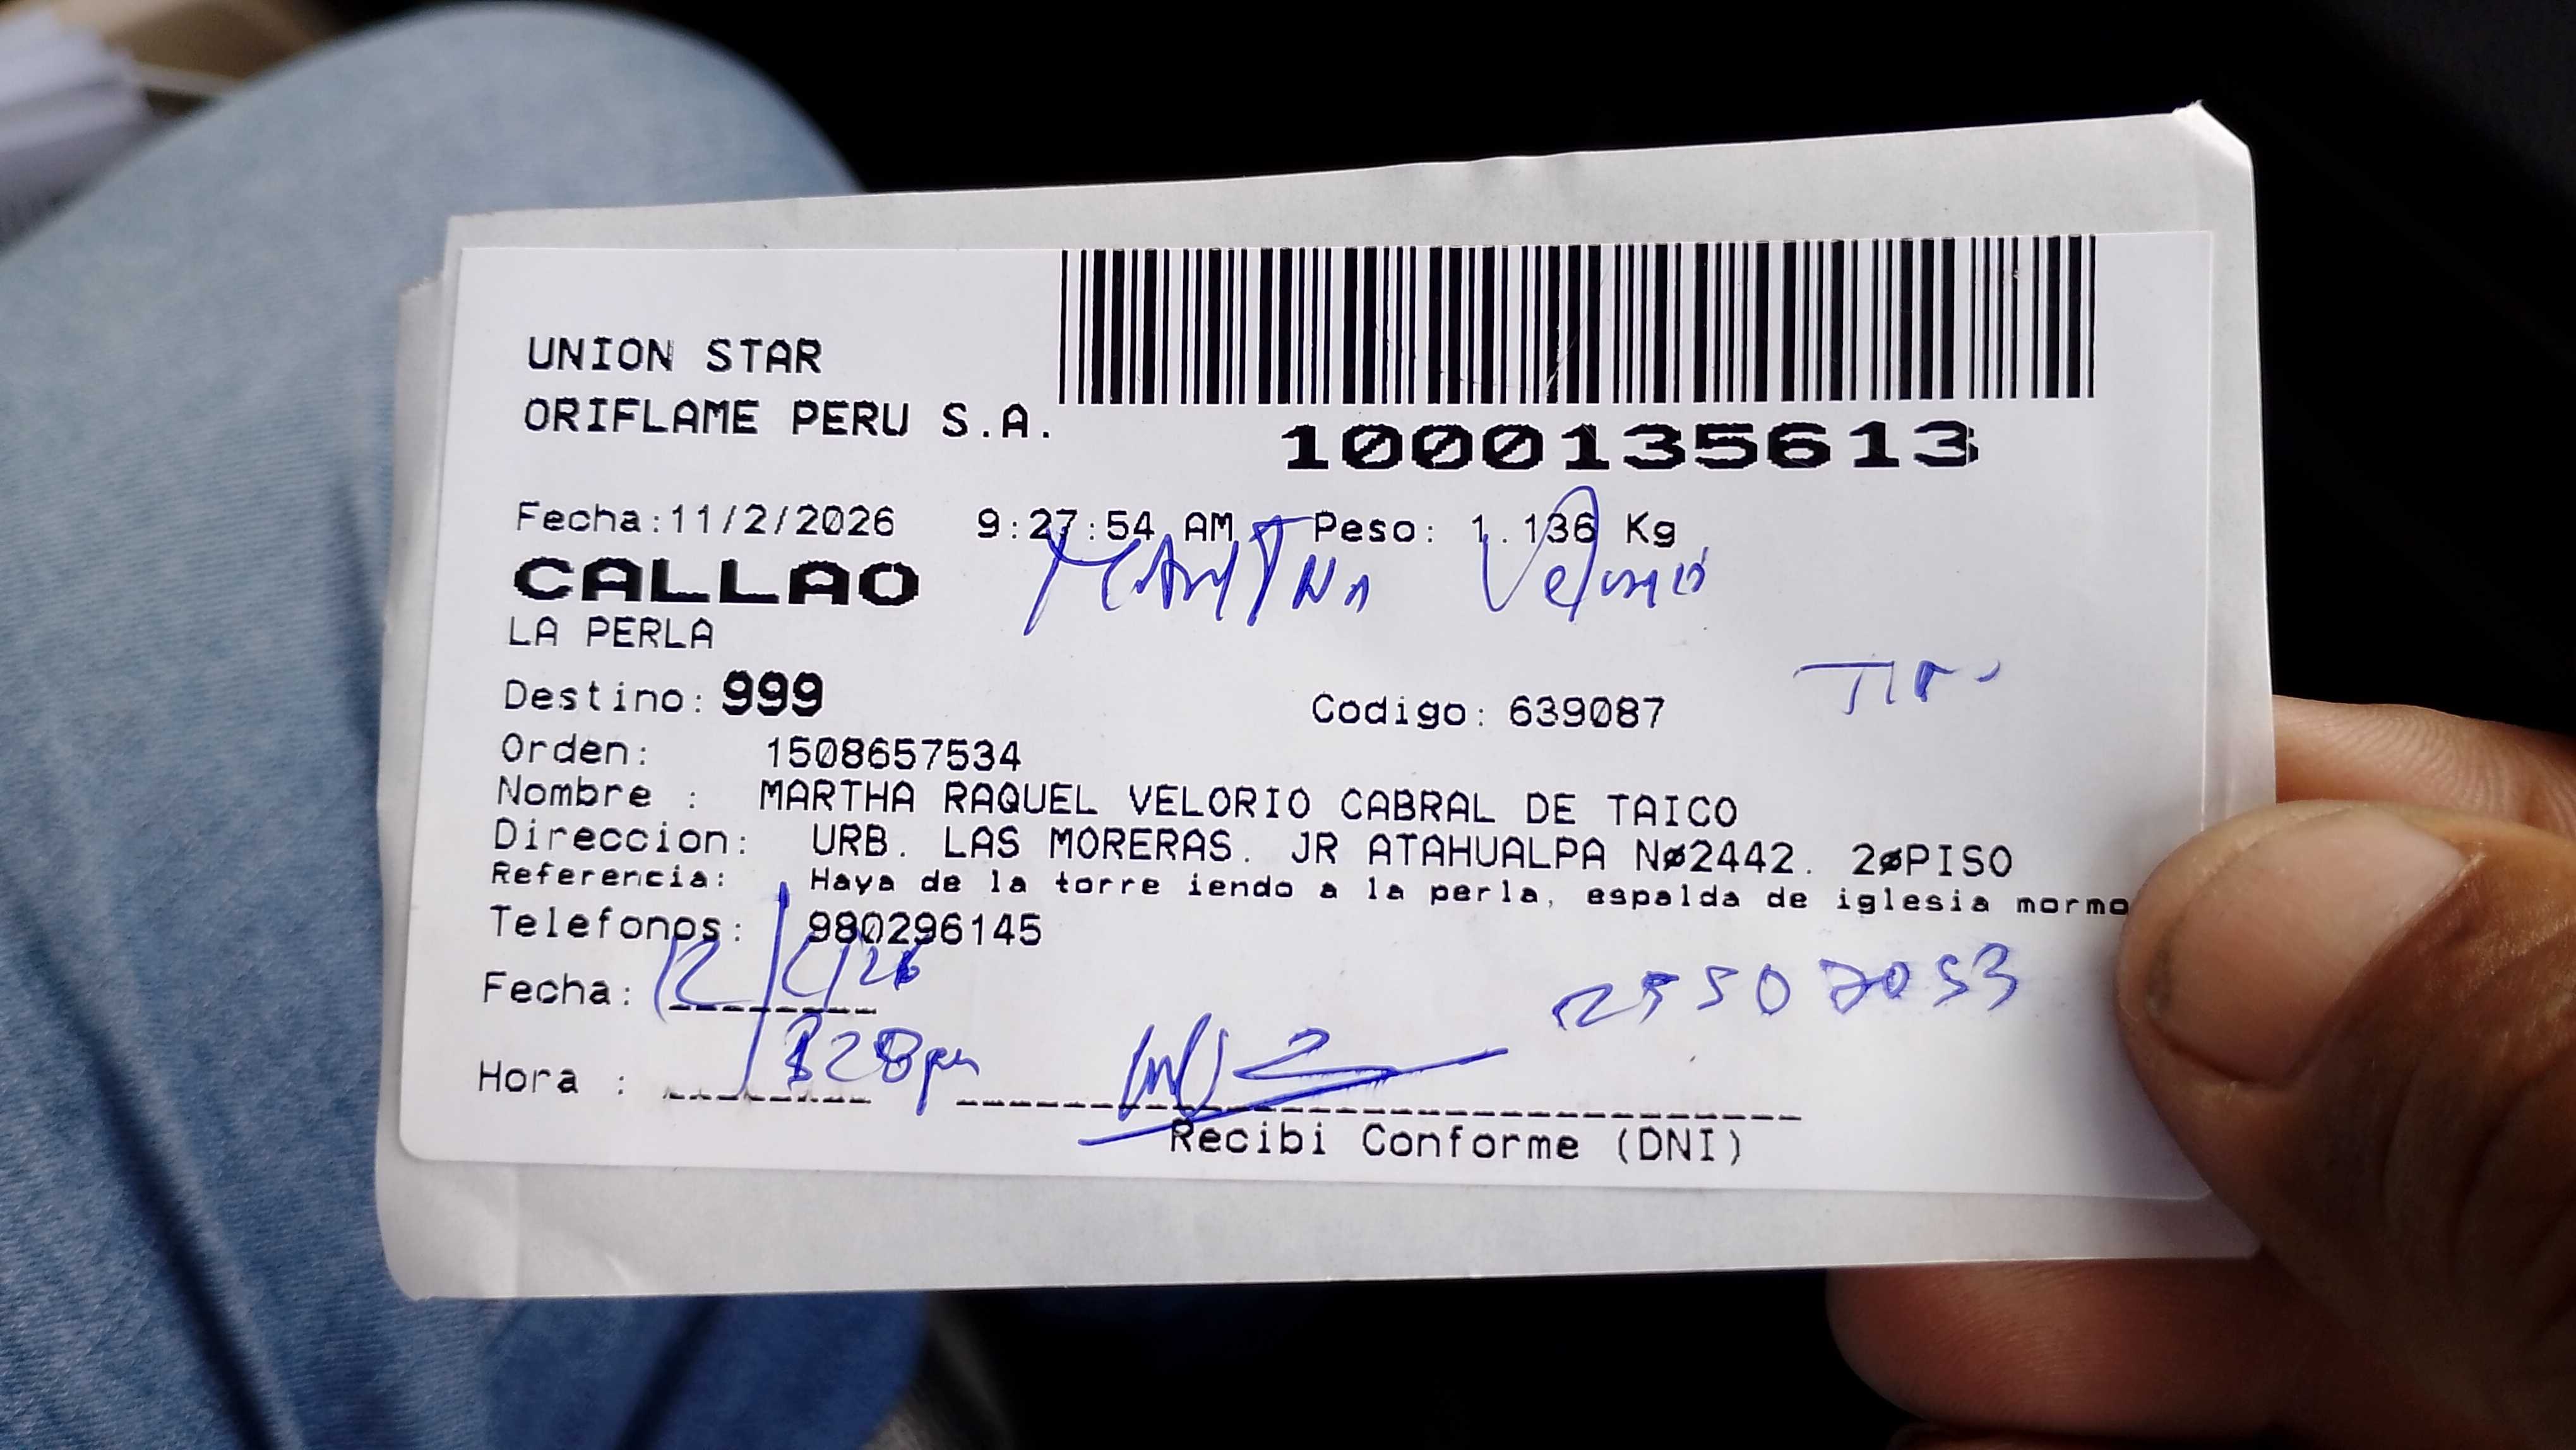 UNION STAR
ORIFLAME PERU S.A.
1000135613
Fecha:11/2/2026 9:27:54 AM Peso: 1.136 Kg
CALLAO
LA PERLA
Destino: 999 Codigo: 639087
Orden: 1508657534
Nombre : MARTHA RAQUEL VELORIO CABRAL DE TAICO
Direccion: URB. LAS MORERAS. JR ATAHUALPA Nø2442. 2øPISO
Referencia: Haya de la torre iendo a la perla, espalda de iglesia mormo
Telefonos: 980296145
Fecha: 12/2/26
Hora :
Recibi Conforme (DNI)